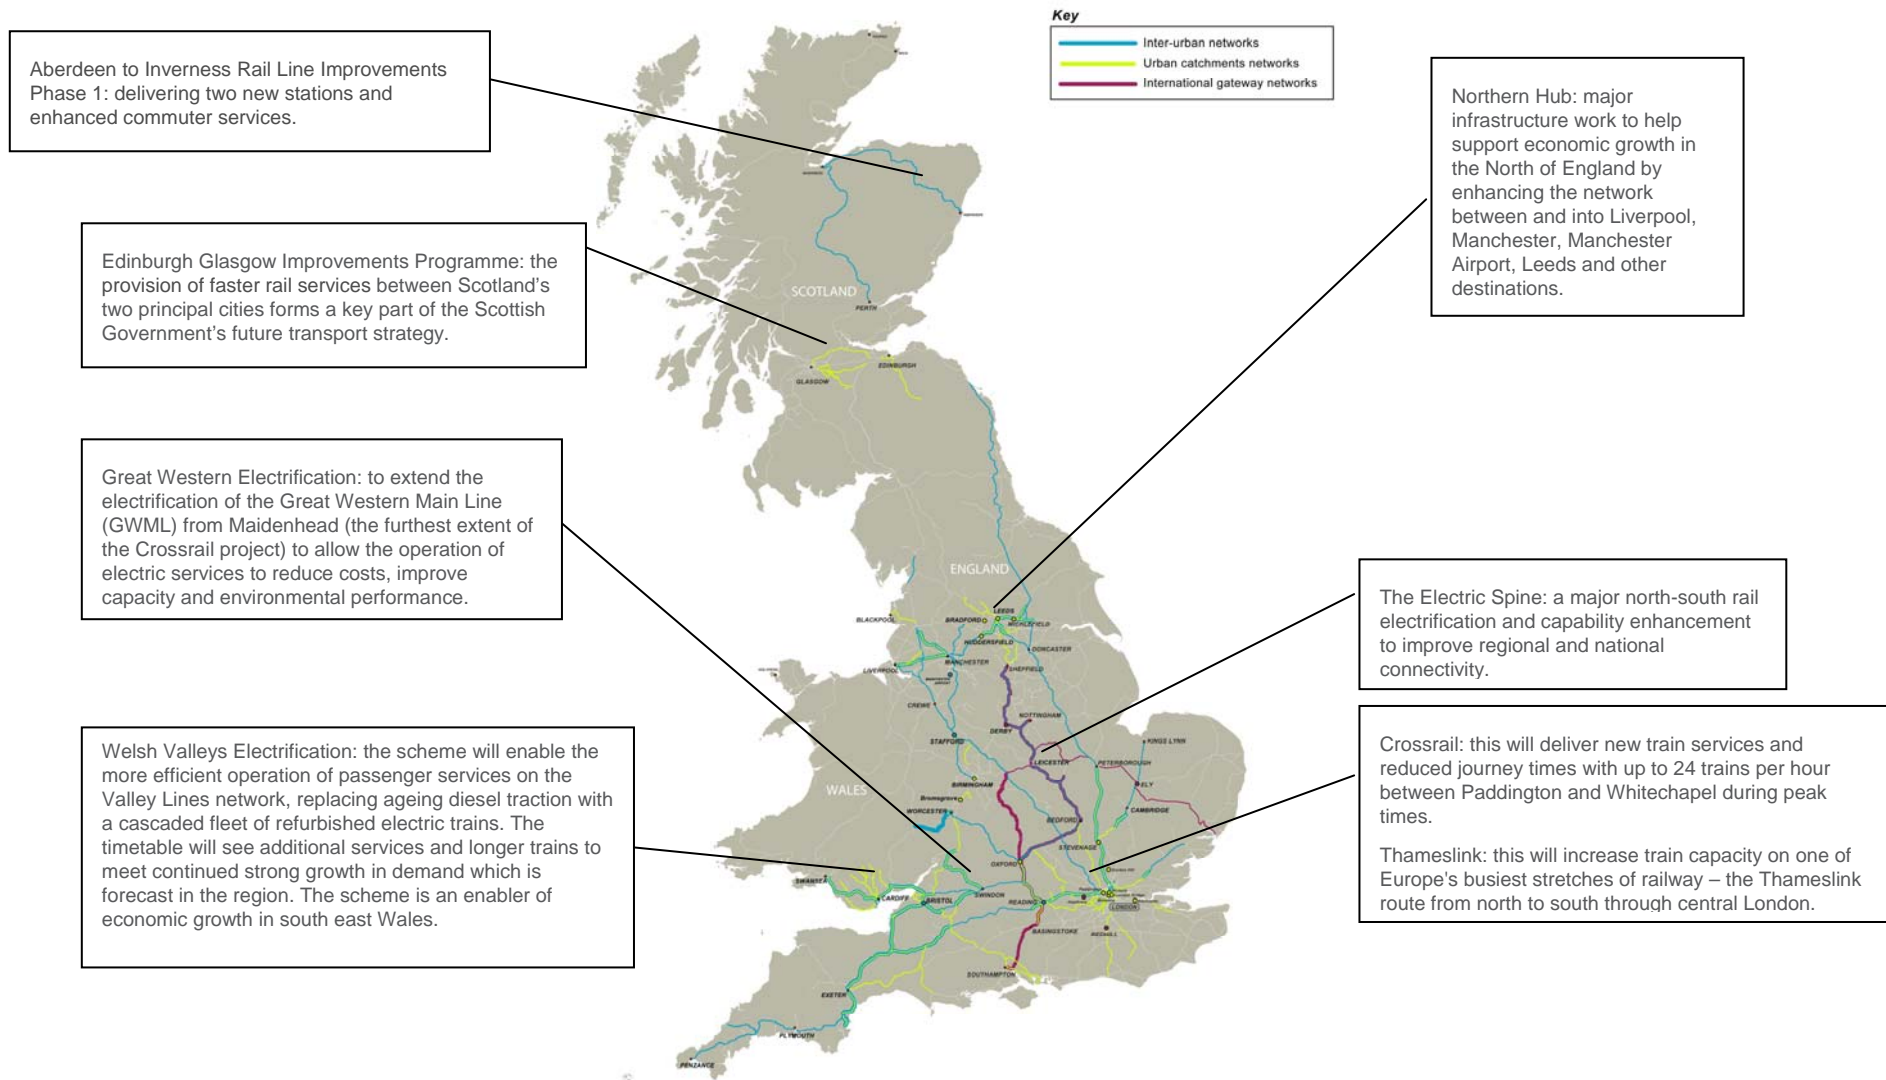 Key
Inter-urban networks
Urban catchments networks
International gateway networks
Aberdeen to Inverness Rail Line Improvements
Phase 1: delivering two new stations and
enhanced commuter services.
Edinburgh Glasgow Improvements Programme: the
provision of faster rail services between Scotland’s
two principal cities forms a key part of the Scottish
Government’s future transport strategy.
Great Western Electrification: to extend the
electrification of the Great Western Main Line
(GWML) from Maidenhead (the furthest extent of
the Crossrail project) to allow the operation of
electric services to reduce costs, improve
capacity and environmental performance.
Welsh Valleys Electrification: the scheme will enable the
more efficient operation of passenger services on the
Valley Lines network, replacing ageing diesel traction with
a cascaded fleet of refurbished electric trains. The
timetable will see additional services and longer trains to
meet continued strong growth in demand which is
forecast in the region. The scheme is an enabler of
economic growth in south east Wales.
Northern Hub: major
infrastructure work to help
support economic growth in
the North of England by
enhancing the network
between and into Liverpool,
Manchester, Manchester
Airport, Leeds and other
destinations.
The Electric Spine: a major north-south rail
electrification and capability enhancement
to improve regional and national
connectivity.
Crossrail: this will deliver new train services and
reduced journey times with up to 24 trains per hour
between Paddington and Whitechapel during peak
times.
Thameslink: this will increase train capacity on one of
Europe's busiest stretches of railway – the Thameslink
route from north to south through central London.
SCOTLAND
PERTH
EDINBURGH
GLASGOW
ENGLAND
LEEDS
BLACKPOOL
BRADFORD
MICKLEFIELD
HUDDERSFIELD
DONCASTER
MANCHESTER
LIVERPOOL
SHEFFIELD
CREWE
NOTTINGHAM
DERBY
STAFFORD
KINGS LYNN
LEICESTER
PETERBOROUGH
BIRMINGHAM
ELY
WALES
Bromsgrove
WORCESTER
CAMBRIDGE
BEDFORD
STEVENAGE
OXFORD
SWANSEA
SWINDON
CARDIFF
BRISTOL
READING
LONDON
BASINGSTOKE
REDHILL
SOUTHAMPTON
EXETER
PLYMOUTH
PENZANCE